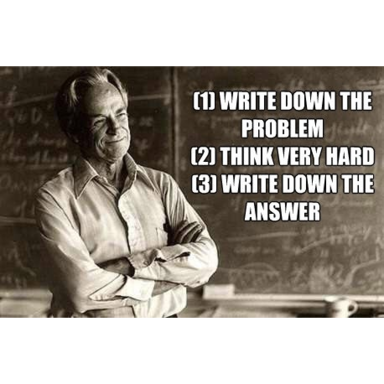 (1) WRITE DOWN THE
PROBLEM
(2) THINK VERY HARD
(3) WRITE DOWN THE
ANSWER